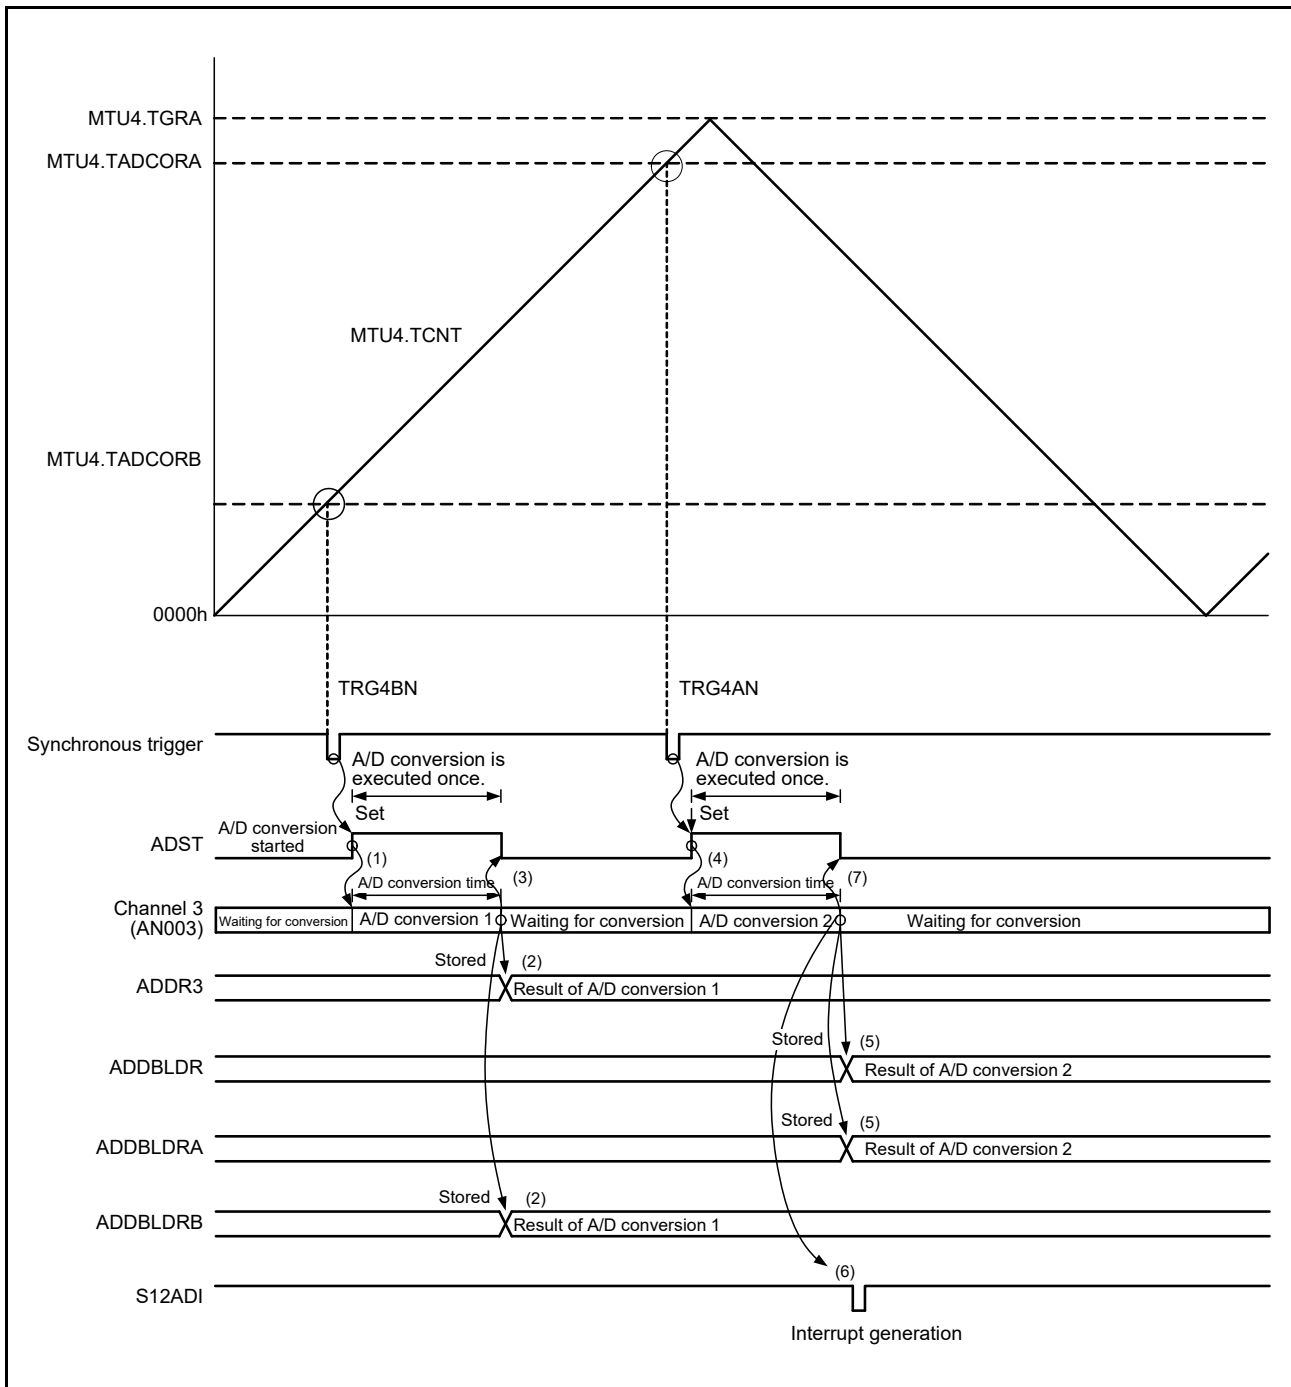 MTU4.TGRA
MTU4.TADCORA
MTU4.TCNT
MTU4.TADCORB
0000h
TRG4BN
TRG4AN
Synchronous trigger
A/D conversion is
executed once.
A/D conversion is
executed once.
Set
Set
A/D conversion
started
ADST
(1)
(3)
(4)
(7)
A/D conversion time
A/D conversion time
Channel 3
(AN003)
Waiting for conversion
A/D conversion 1
Waiting for conversion
A/D conversion 2
Waiting for conversion
Stored
(2)
ADDR3
Result of A/D conversion 1
Stored
(5)
ADDBLDR
Result of A/D conversion 2
Stored
(5)
ADDBLDRA
Result of A/D conversion 2
Stored
(2)
ADDBLDRB
Result of A/D conversion 1
(6)
S12ADI
Interrupt generation